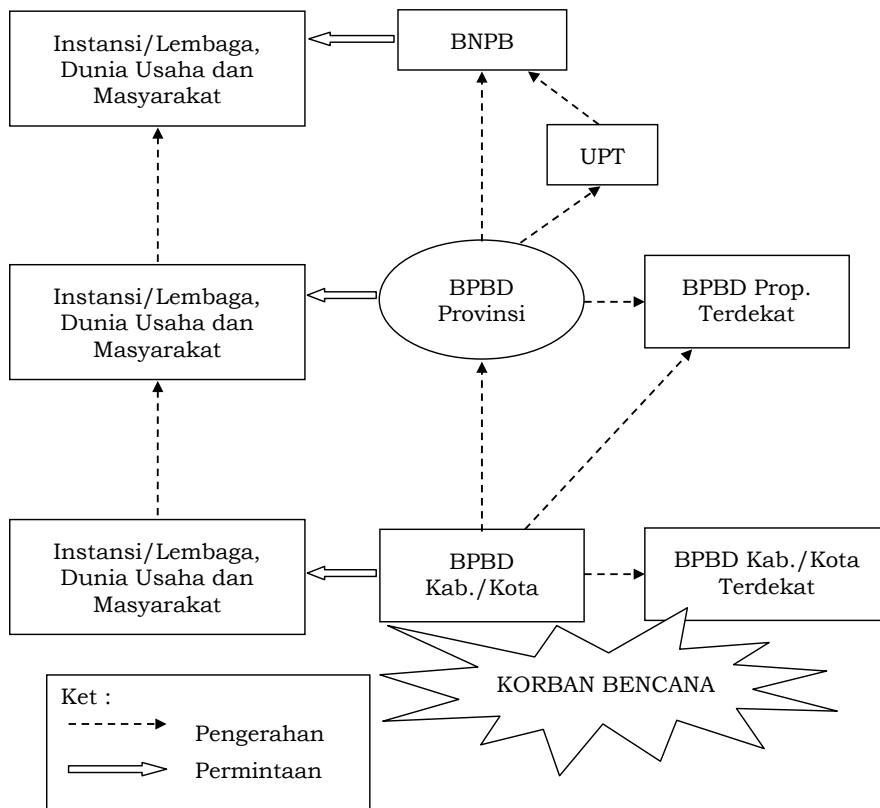 Instansi/Lembaga,
Dunia Usaha dan
Masyarakat
BNPB
UPT
Instansi/Lembaga,
Dunia Usaha dan
Masyarakat
BPBD
Provinsi
BPBD Prop.
Terdekat
Instansi/Lembaga,
Dunia Usaha dan
Masyarakat
BPBD
Kab./Kota
BPBD Kab./Kota
Terdekat
KORBAN BENCANA
Ket :
Pengerahan
Permintaan